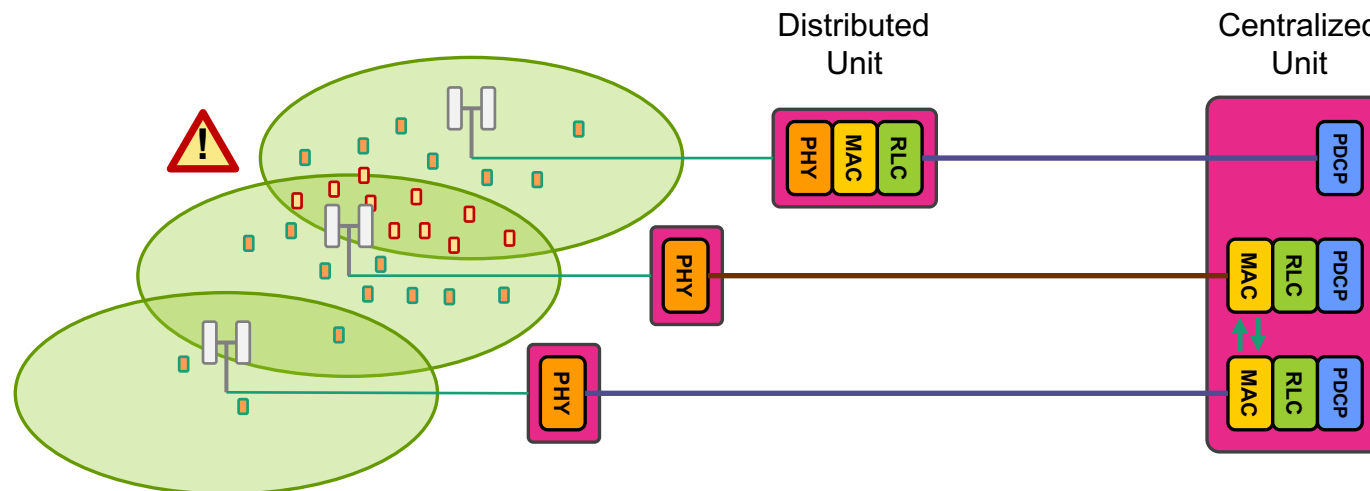 Distributed
Unit
Centralized
Unit
!
PHY
MAC
RLC
PDCP
PHY
MAC
RLC
PDCP
PHY
MAC
RLC
PDCP